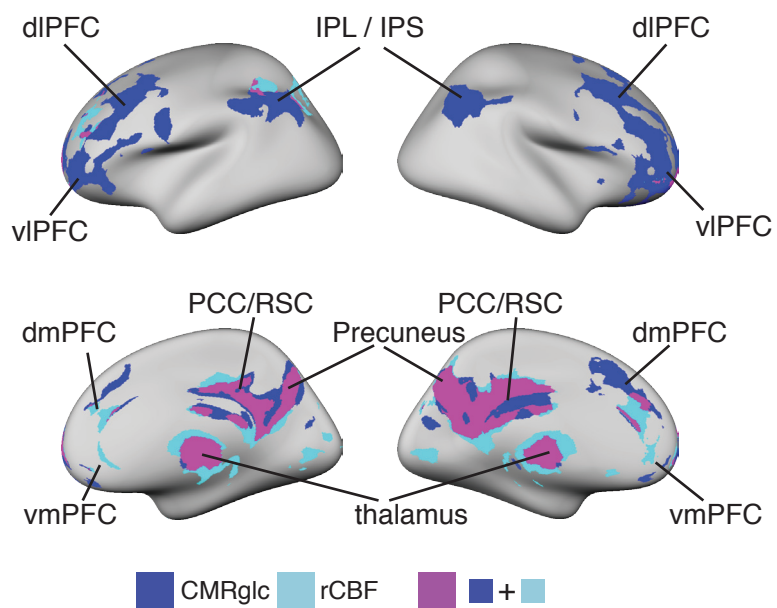 dlPFC IPL / IPS dlPFC
vlPFC vlPFC
PCC/RSC PCC/RSC
dmPFC Precuneus dmPFC
vmPFC thalamus vmPFC
CMRglc rCBF +